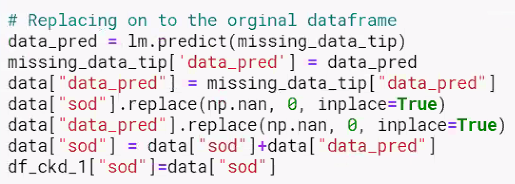 # Replacing on to the orginal dataframe
data_pred = lm.predict(missing_data_tip)
missing_data_tip['data_pred'] = data_pred
data["data_pred"] = missing_data_tip["data_pred"]
data["sod"].replace(np.nan, 0, inplace=True)
data["data_pred"].replace(np.nan, 0, inplace=True)
data["sod"] = data["sod"]+data["data_pred"]
df_ckd_1["sod"]=data["sod"]